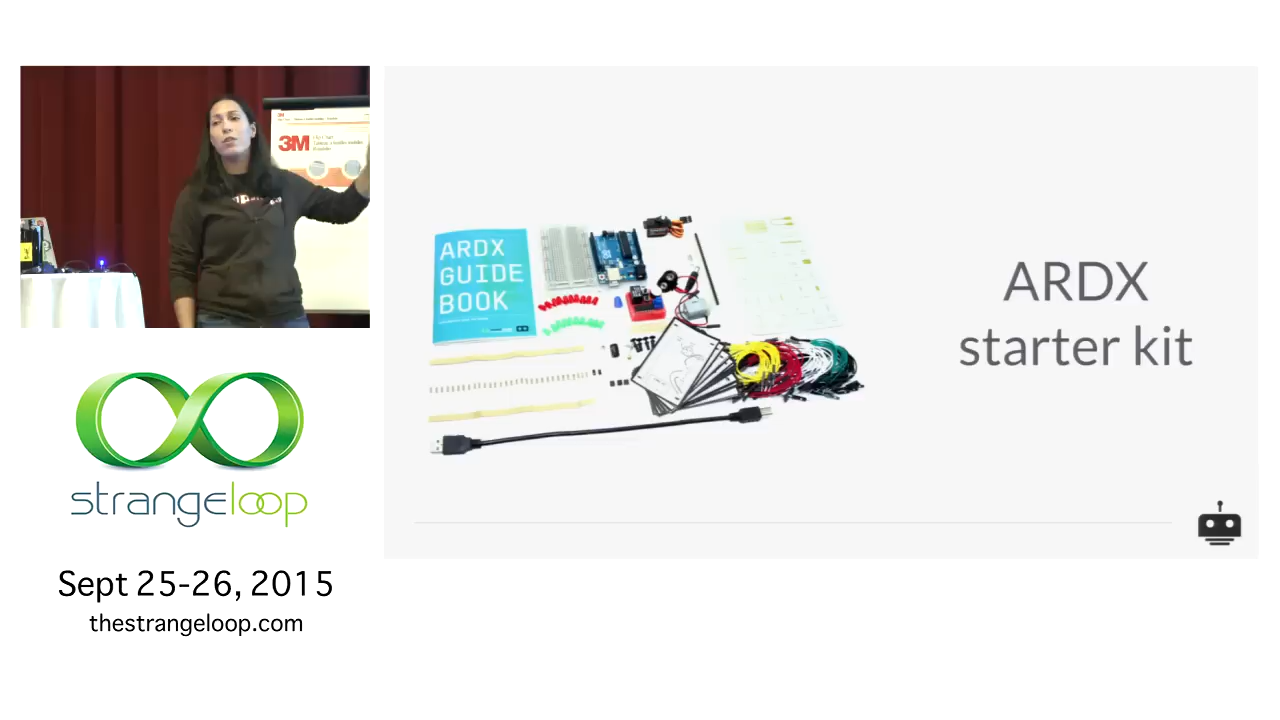 3M
ARDX
GUIDE
BOOK
ARDX
starter kit
strangeloop
Sept 25-26, 2015
thestrangeloop.com